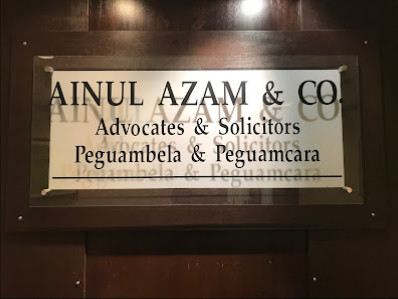 AINUL AZAM & CO.
Advocates & Solicitors
Peguambela & Peguamcara